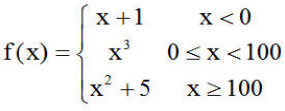 x + 1 x < 0
f(x) = { x³ 0 ≤ x < 100
x² + 5 x ≥ 100